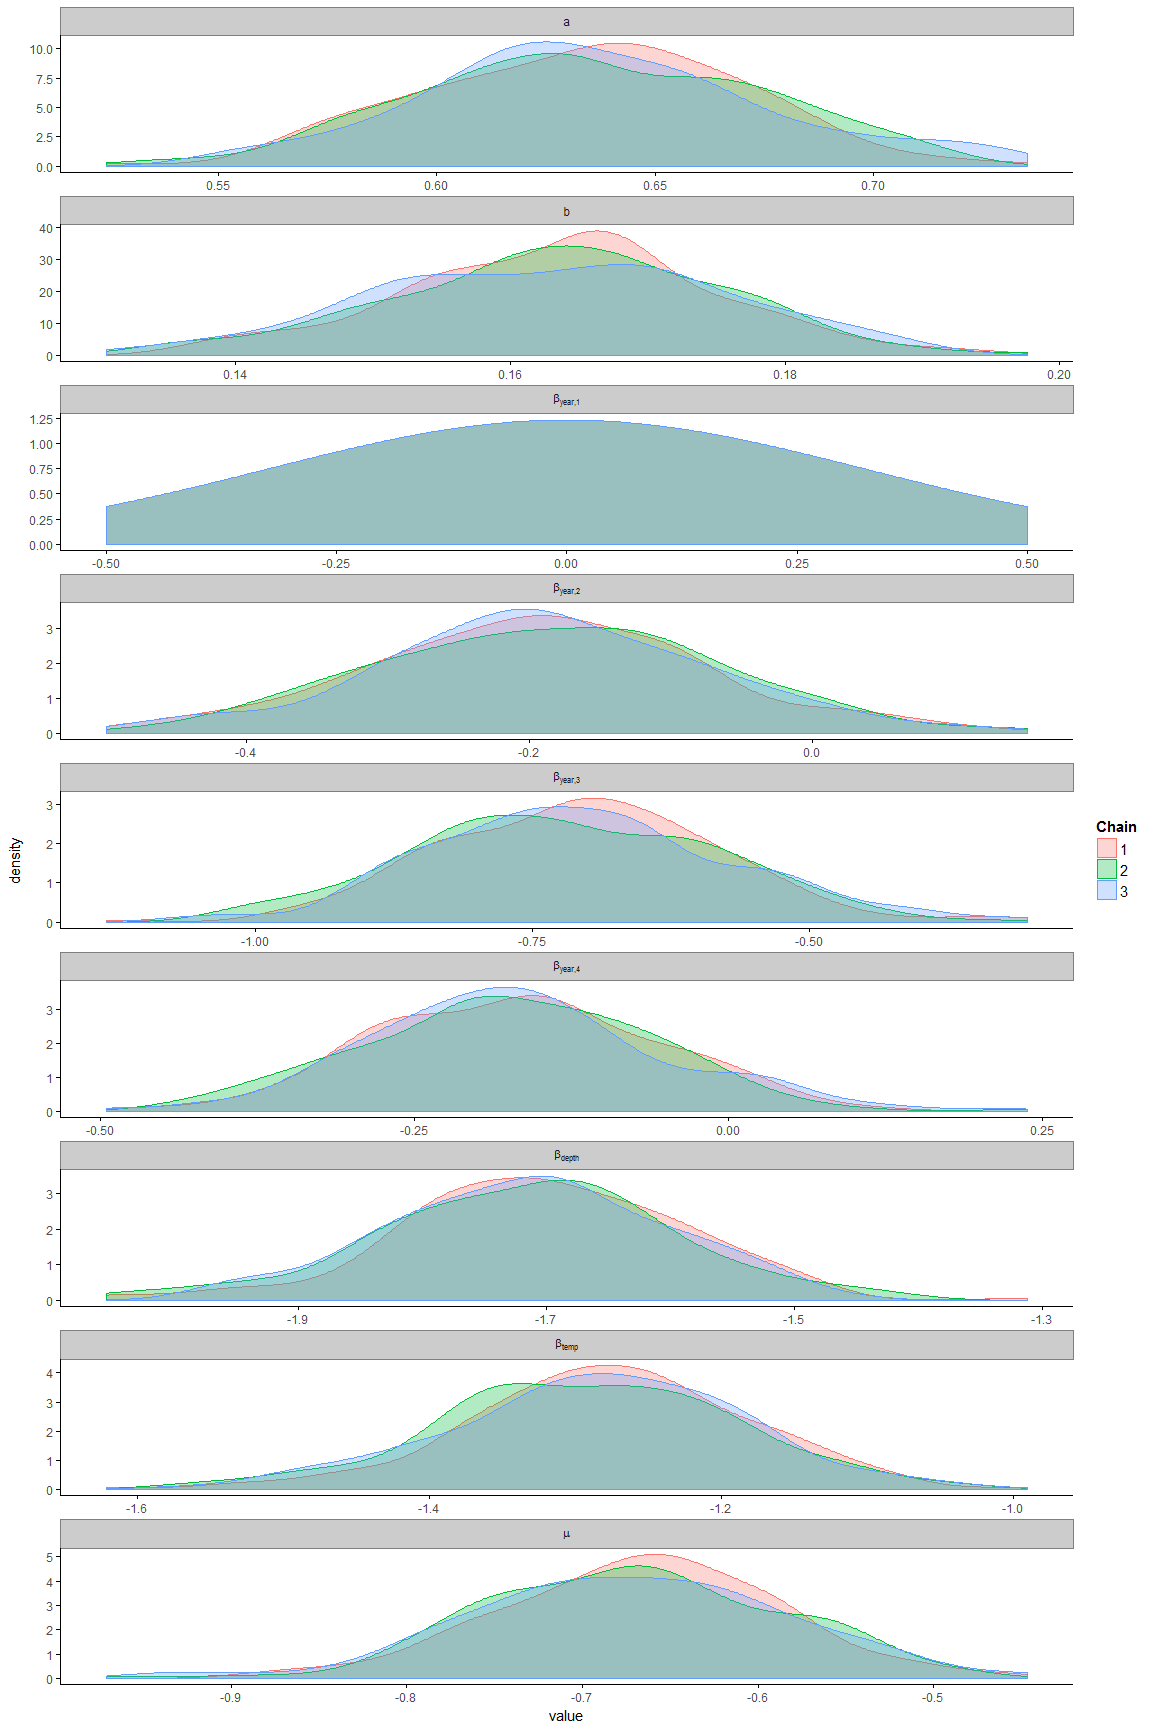 a
10.0
7.5
5.0
2.5
0.0
0.55 0.60 0.65 0.70
b
40
30
20
10
0
0.14 0.16 0.18 0.20
βyear,1
1.25
1.00
0.75
0.50
0.25
0.00
-0.50 -0.25 0.00 0.25 0.50
βyear,2
3
2
1
0
-0.4 -0.2 0.0
βyear,3
3
2
1
0
-1.00 -0.75 -0.50
βyear,4
3
2
1
0
-0.50 -0.25 0.00 0.25
βdepth
3
2
1
0
-1.9 -1.7 -1.5 -1.3
βtemp
4
3
2
1
0
-1.6 -1.4 -1.2 -1.0
μ
5
4
3
2
1
0
-0.9 -0.8 -0.7 -0.6 -0.5
value
density
Chain
1
2
3